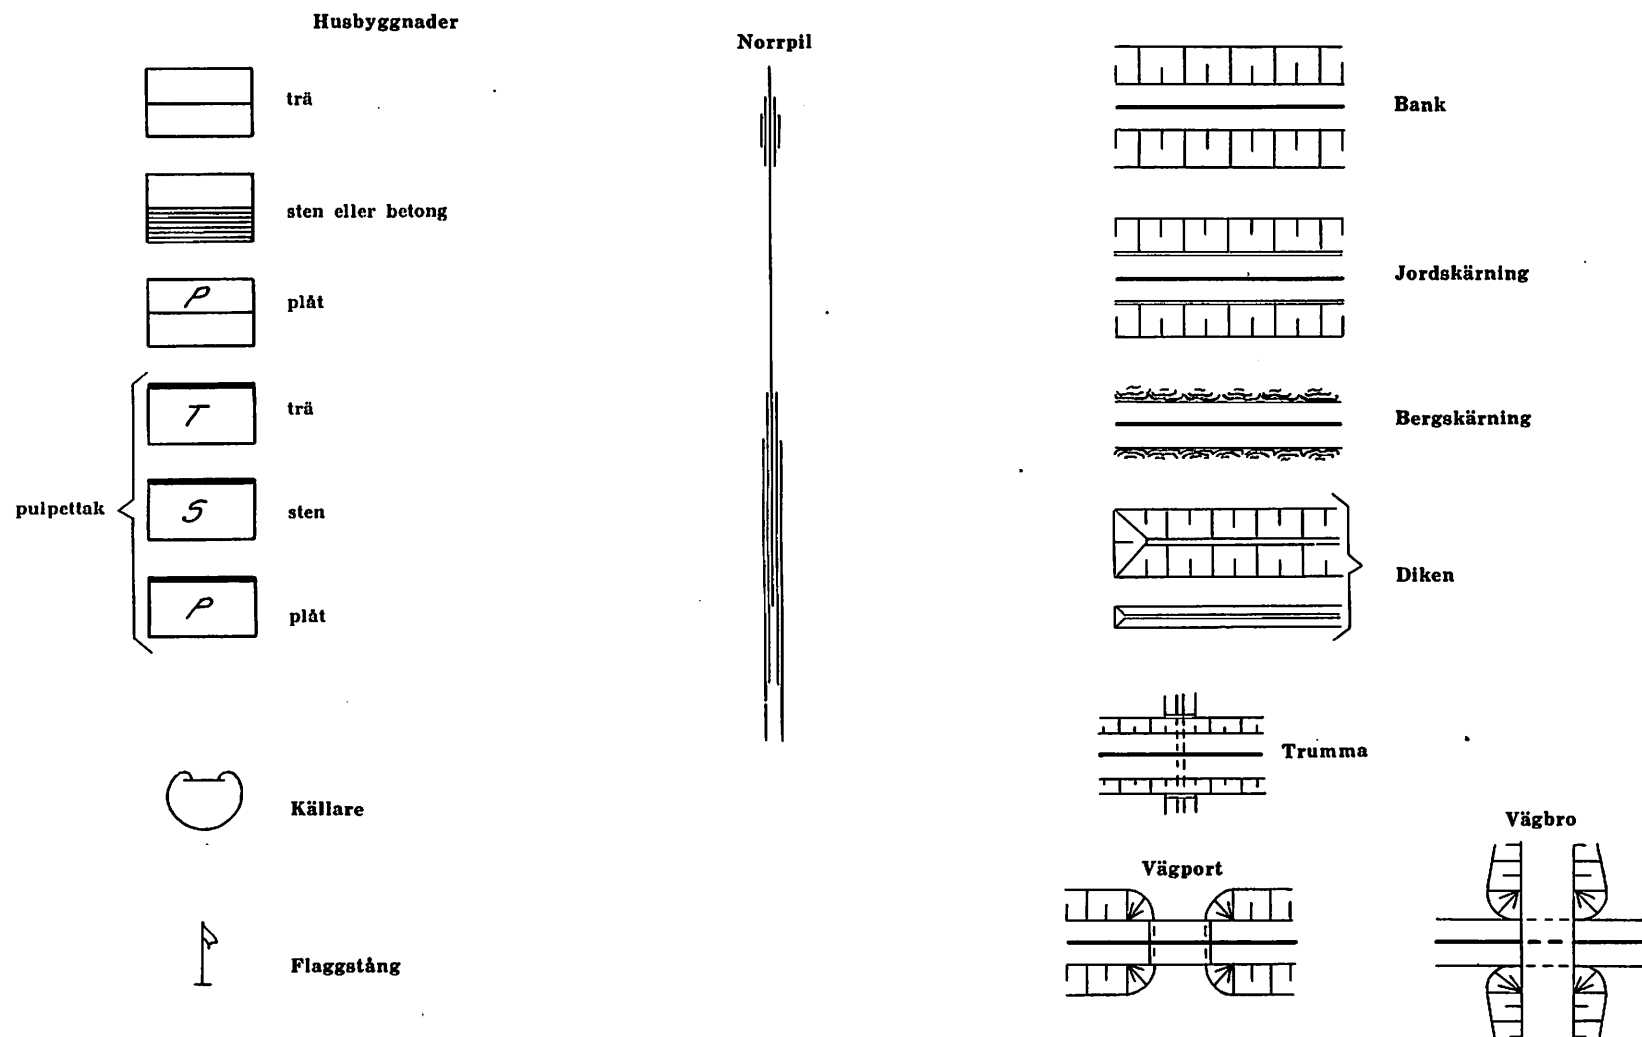 Husbyggnader
trä
sten eller betong
P
plåt
pulpettak
T
trä
S
sten
P
plåt
Källare
Flaggstång
Norrpil
Bank
Jordskärning
Bergskärning
Diken
Trumma
Vägport
Vägbro